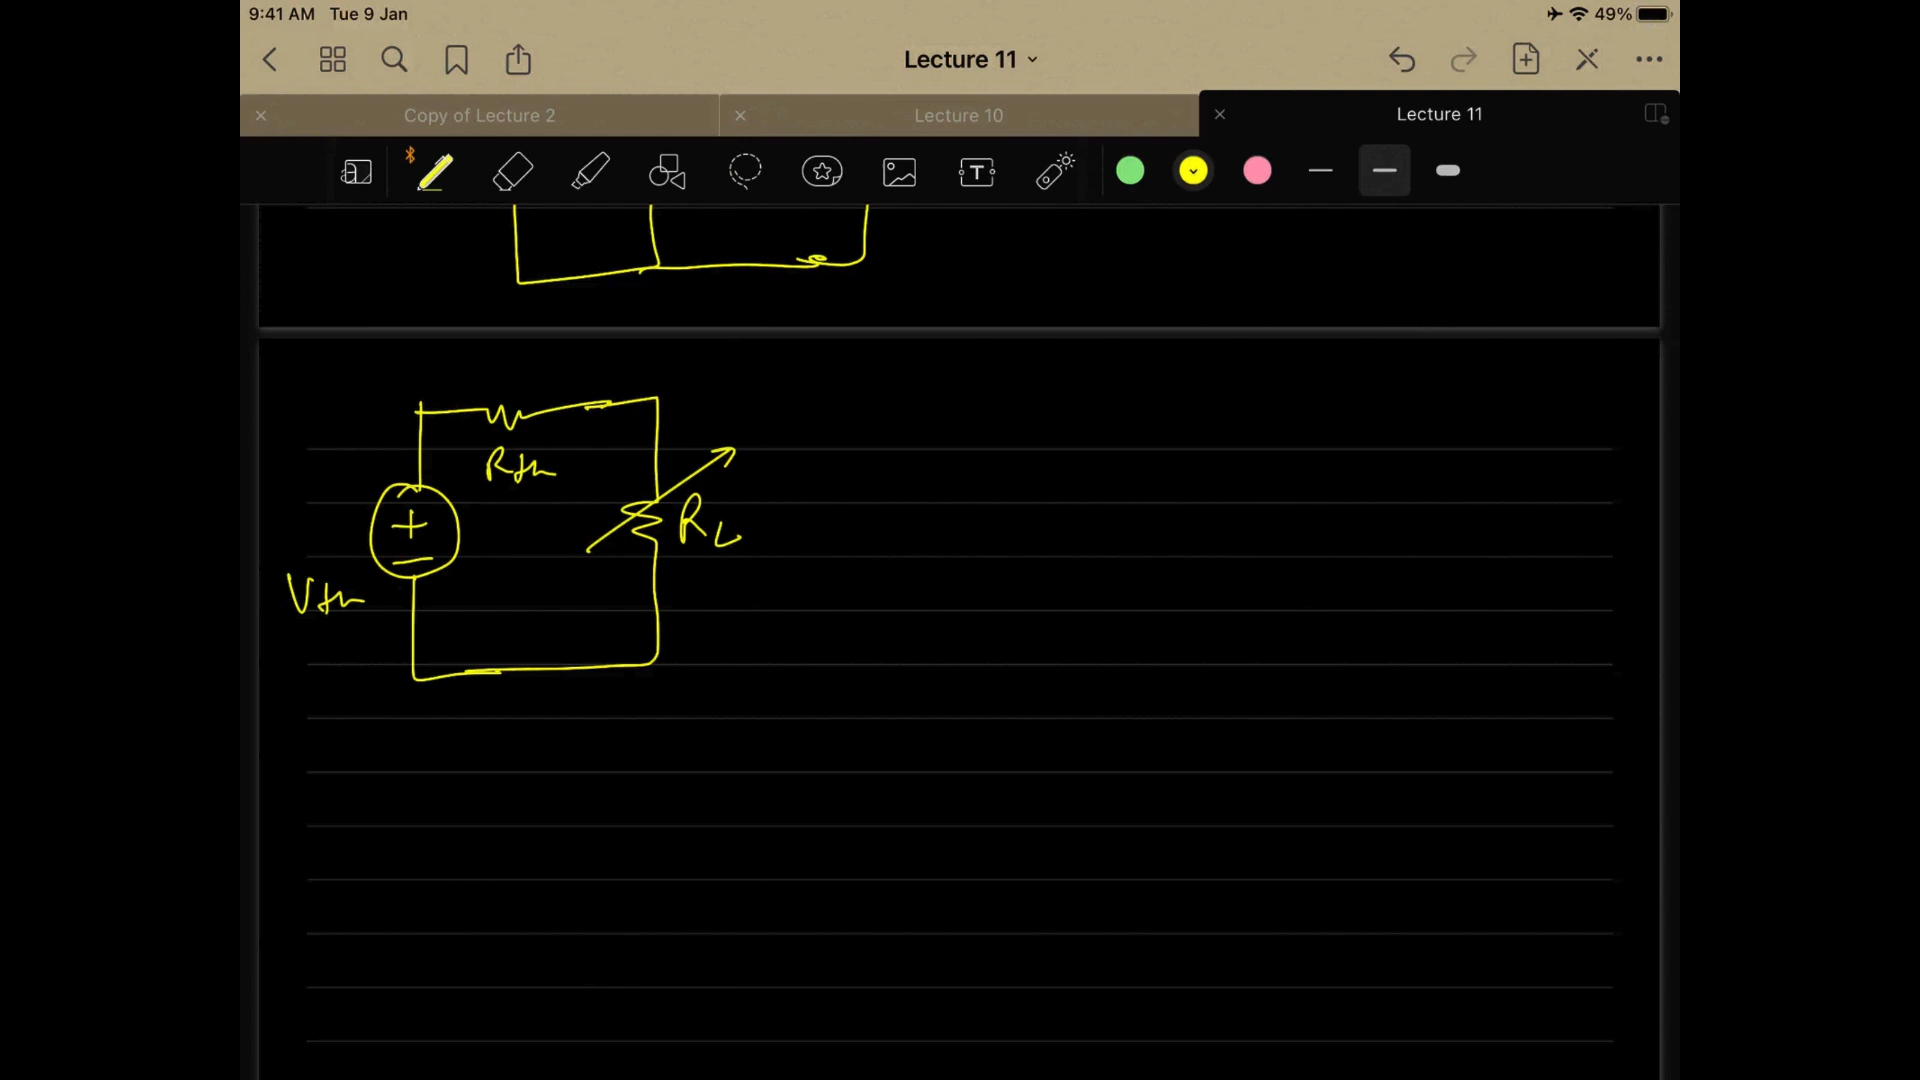 9:41 AM Tue 9 Jan 49%
Lecture 11
Copy of Lecture 2 Lecture 10 Lecture 11
T
Rth
RL
Vth